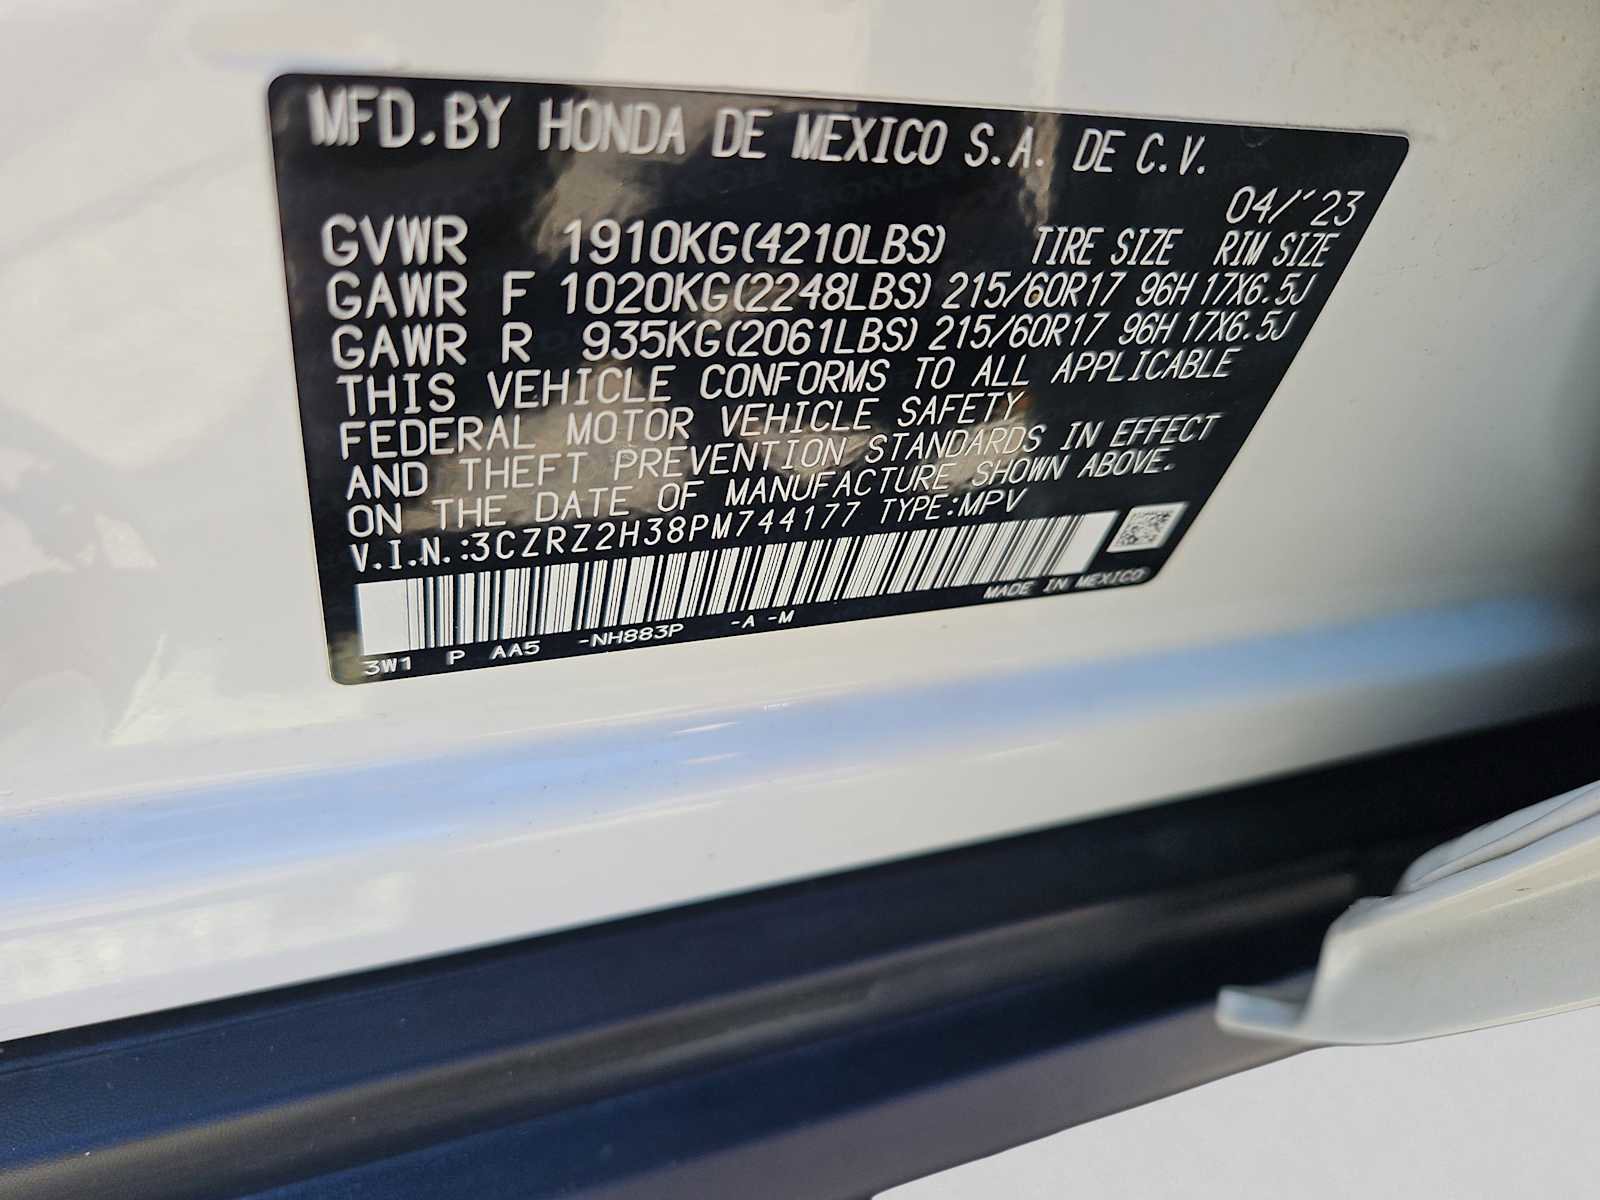 MFD.BY HONDA DE MEXICO S.A. DE C.V.
04/'23
GVWR 1910KG(4210LBS) TIRE SIZE RIM SIZE
GAWR F 1020KG(2248LBS) 215/60R17 96H 17X6.5J
GAWR R 935KG(2061LBS) 215/60R17 96H 17X6.5J
THIS VEHICLE CONFORMS TO ALL APPLICABLE
FEDERAL MOTOR VEHICLE SAFETY
AND THEFT PREVENTION STANDARDS IN EFFECT
ON THE DATE OF MANUFACTURE SHOWN ABOVE.
V.I.N.:3CZRZ2H38PM744177 TYPE:MPV
MADE IN MEXICO
3W1 P AA5 -NH883P -A -M